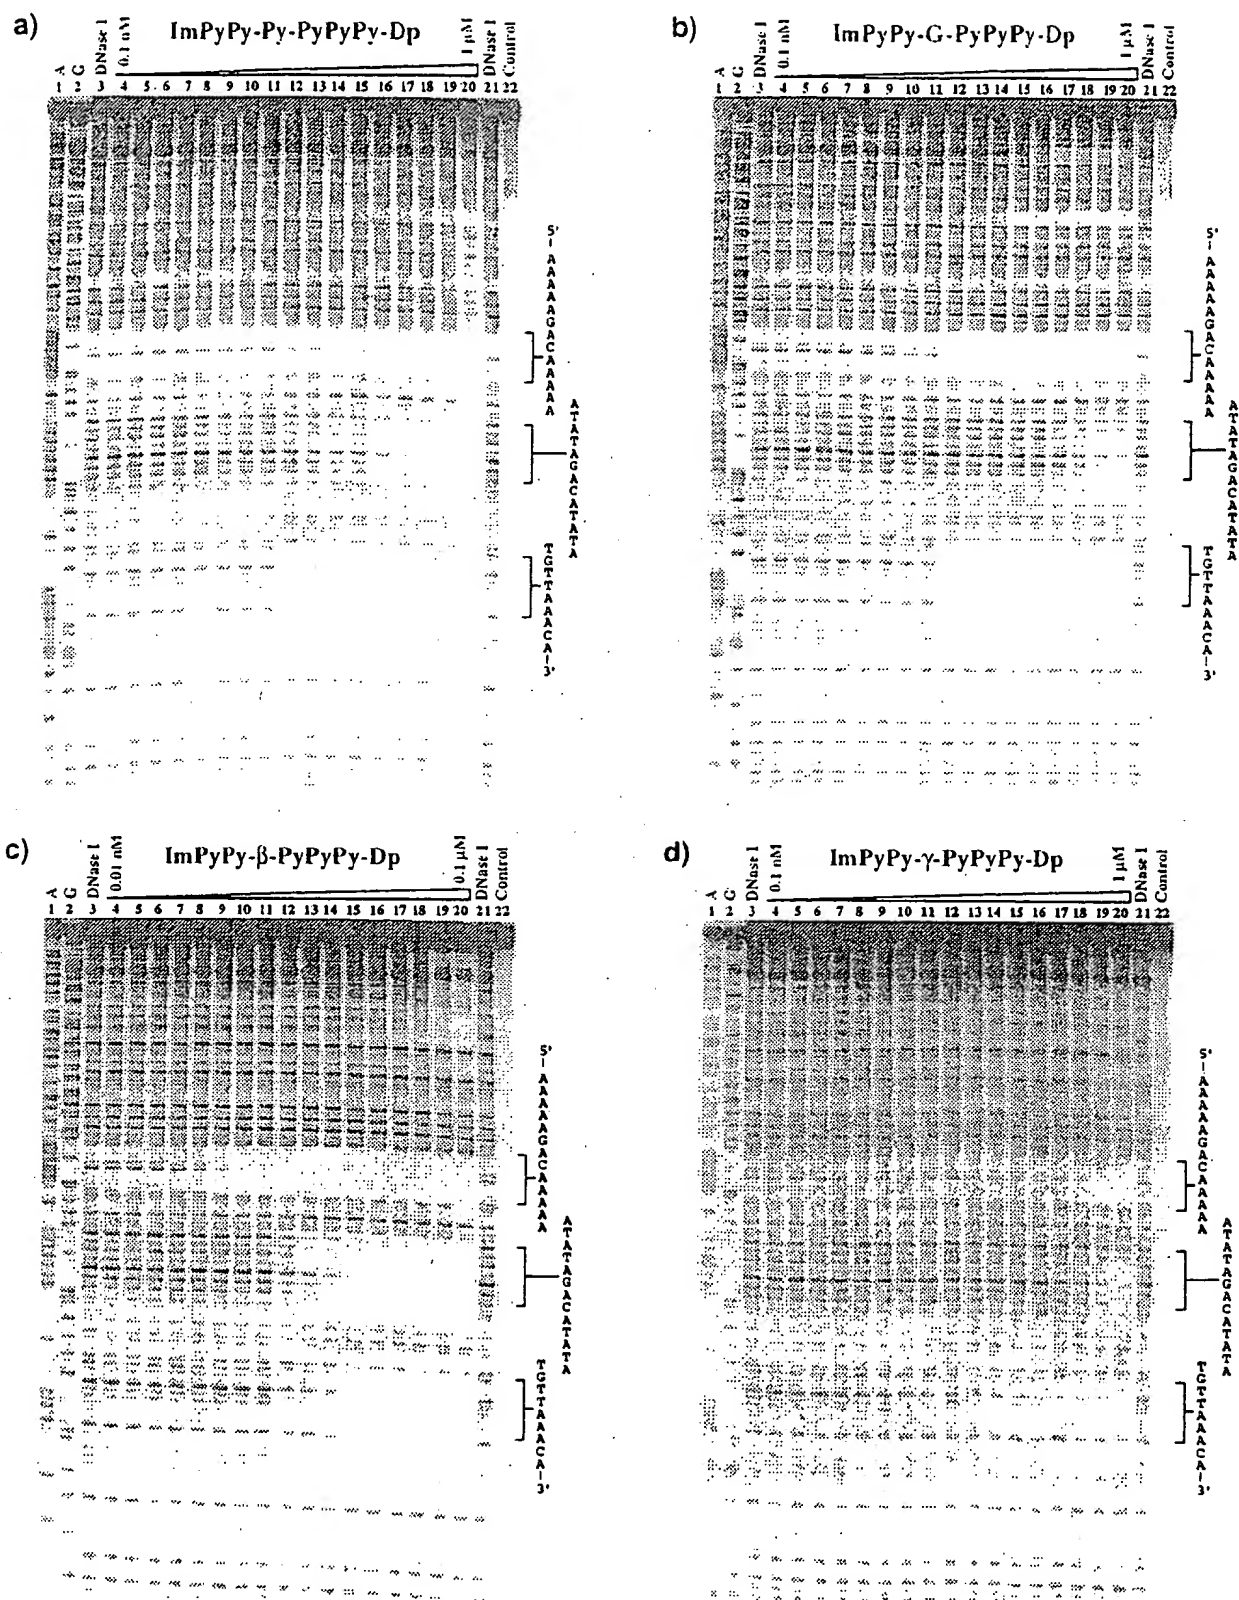 a)
ImPyPy-Py-PyPyPy-Dp
A
G
DNase I
0.1 nM
1 µM
DNase I
Control
1 2 3 4 5 6 7 8 9 10 11 12 13 14 15 16 17 18 19 20 21 22
5'-AAAAAGACAAAAA
ATATAGACATATA
TGTTAAACA-3'
b)
ImPyPy-G-PyPyPy-Dp
A
G
DNase I
0.1 nM
1 µM
DNase I
Control
1 2 3 4 5 6 7 8 9 10 11 12 13 14 15 16 17 18 19 20 21 22
5'-AAAAAGACAAAAA
ATATAGACATATA
TGTTAAACA-3'
c)
ImPyPy-β-PyPyPy-Dp
A
G
DNase I
0.01 nM
0.1 µM
DNase I
Control
1 2 3 4 5 6 7 8 9 10 11 12 13 14 15 16 17 18 19 20 21 22
5'-AAAAAGACAAAAA
ATATAGACATATA
TGTTAAACA-3'
d)
ImPyPy-γ-PyPyPy-Dp
A
G
DNase I
0.1 nM
1 µM
DNase I
Control
1 2 3 4 5 6 7 8 9 10 11 12 13 14 15 16 17 18 19 20 21 22
5'-AAAAAGACAAAAA
ATATAGACATATA
TGTTAAACA-3'